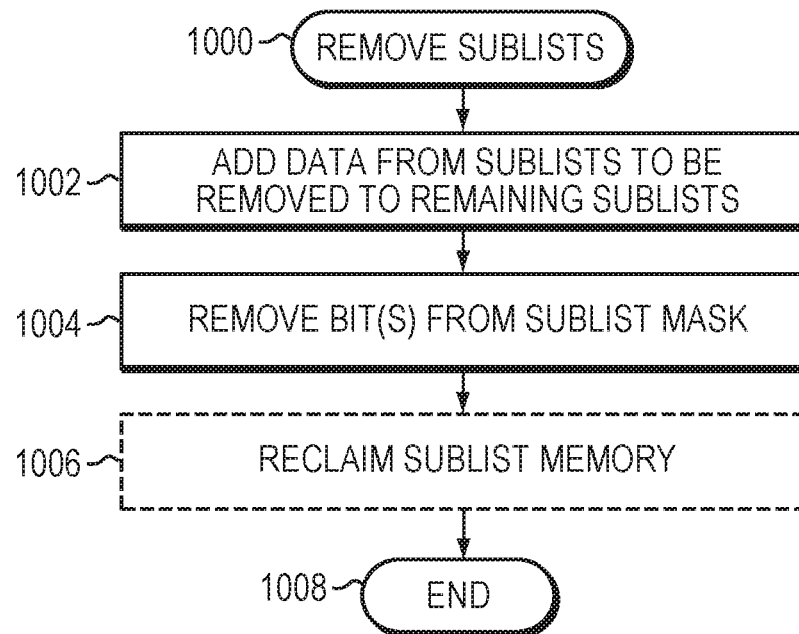 1000 REMOVE SUBLISTS
1002 ADD DATA FROM SUBLISTS TO BE
REMOVED TO REMAINING SUBLISTS
1004 REMOVE BIT(S) FROM SUBLIST MASK
1006 RECLAIM SUBLIST MEMORY
1008 END